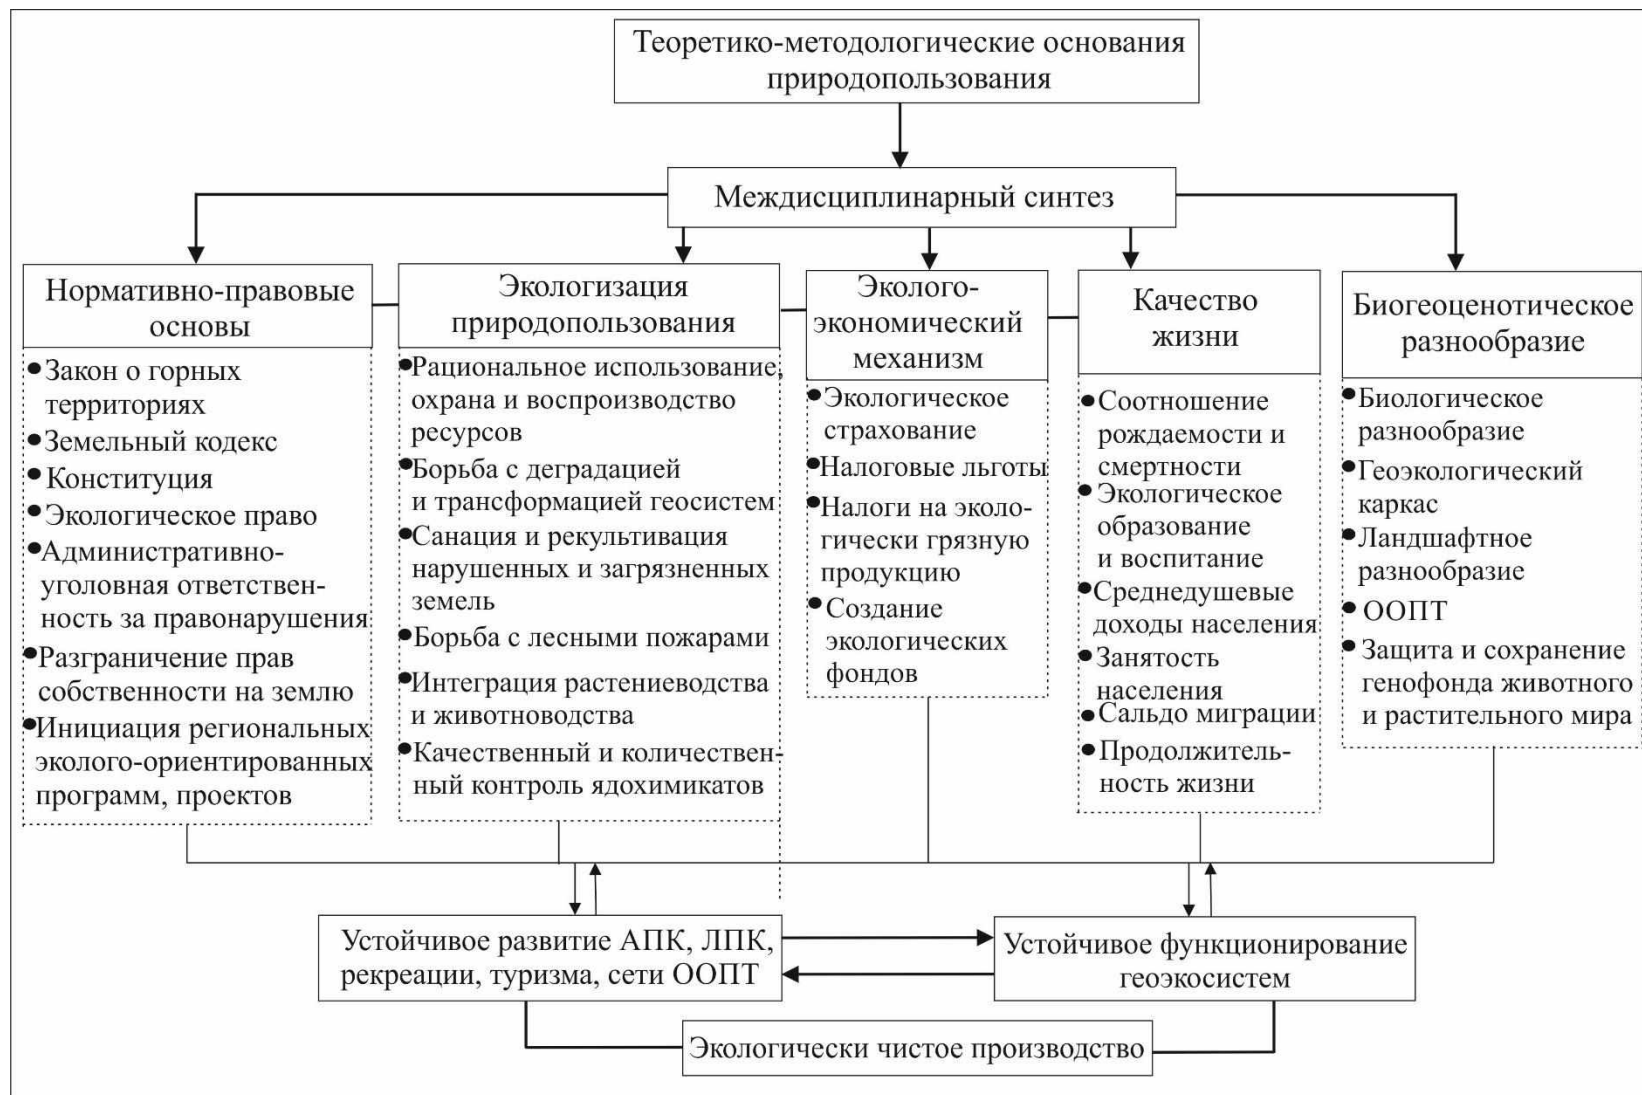 Теоретико-методологические основания
природопользования
Междисциплинарный синтез
Нормативно-правовые
основы
• Закон о горных
территориях
• Земельный кодекс
• Конституция
• Экологическое право
• Административно-
уголовная ответствен-
ность за правонарушения
• Разграничение прав
собственности на землю
• Инициация региональных
эколого-ориентированных
программ, проектов
Экологизация
природопользования
• Рациональное использование,
охрана и воспроизводство
ресурсов
• Борьба с деградацией
и трансформацией геосистем
• Санация и рекультивация
нарушенных и загрязненных
земель
• Борьба с лесными пожарами
• Интеграция растениеводства
и животноводства
• Качественный и количествен-
ный контроль ядохимикатов
Эколого-
экономический
механизм
• Экологическое
страхование
• Налоговые льготы
• Налоги на эколо-
гически грязную
продукцию
• Создание
экологических
фондов
Качество
жизни
• Соотношение
рождаемости и
смертности
• Экологическое
образование
и воспитание
• Среднедушевые
доходы населения
• Занятость
населения
• Сальдо миграции
• Продолжитель-
ность жизни
Биогеоценотическое
разнообразие
• Биологическое
разнообразие
• Геоэкологический
каркас
• Ландшафтное
разнообразие
• ООПТ
• Защита и сохранение
генофонда животного
и растительного мира
Устойчивое развитие АПК, ЛПК,
рекреации, туризма, сети ООПТ
Устойчивое функционирование
геоэкосистем
Экологически чистое производство